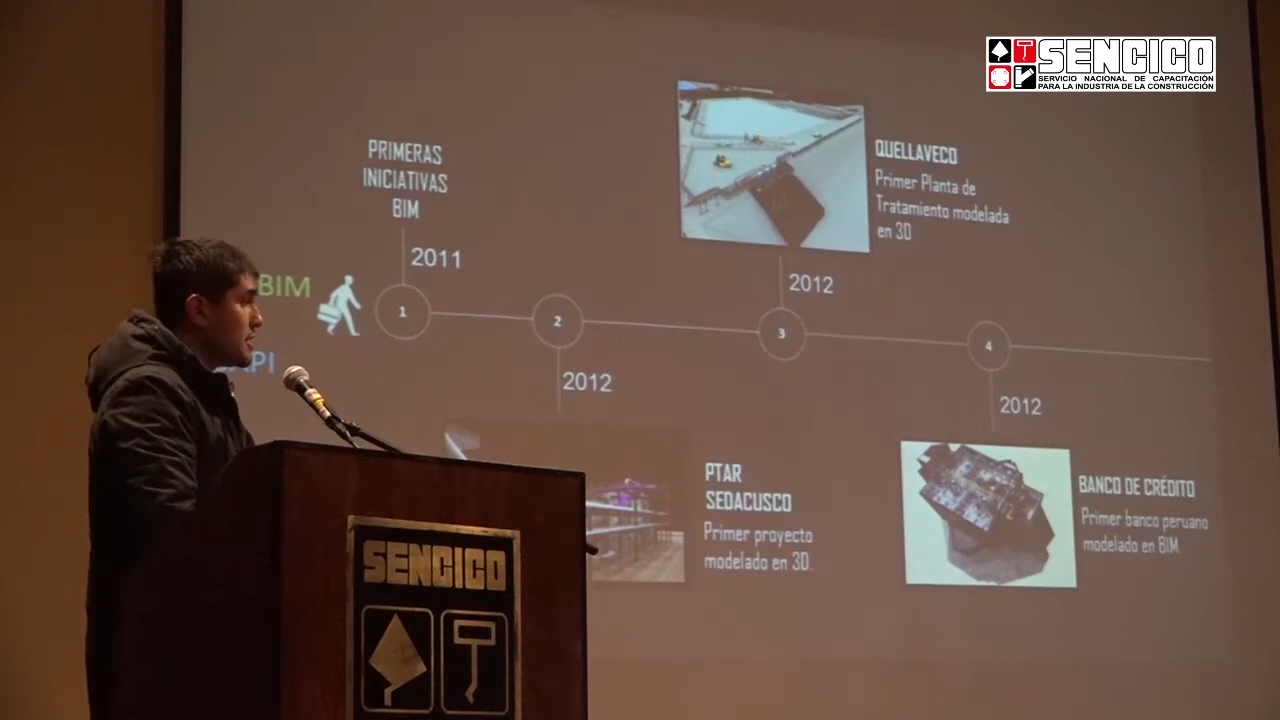 SENCICO
SERVICIO NACIONAL DE CAPACITACIÓN
PARA LA INDUSTRIA DE LA CONSTRUCCIÓN
PRIMERAS
INICIATIVAS
BIM
2011
BIM
1
2
2012
QUELLAVECO
Primer Planta de
Tratamiento modelada
en 3D
2012
3
4
2012
PTAR
SEDACUSCO
Primer proyecto
modelado en 3D.
BANCO DE CRÉDITO
Primer banco peruano
modelado en BIM.
SENCICO